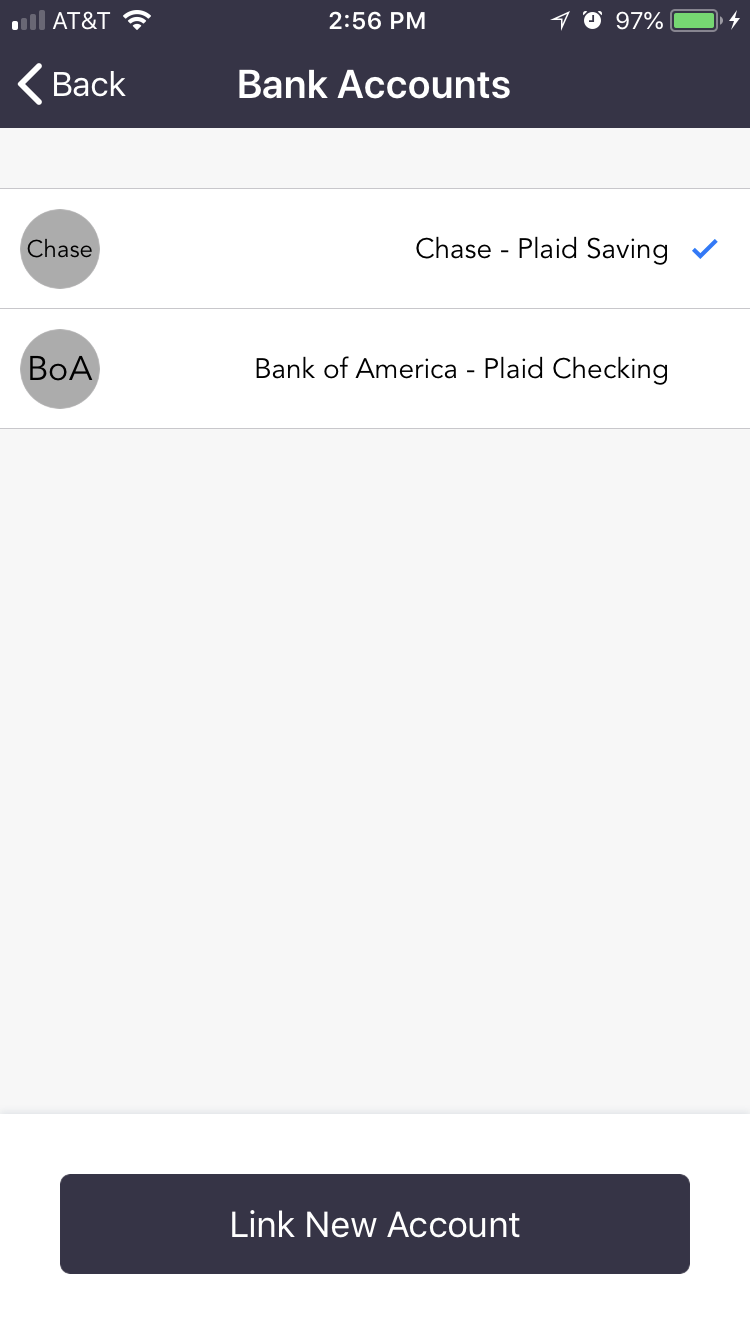 AT&T 2:56 PM 97%
Back Bank Accounts
Chase Chase - Plaid Saving
BoA Bank of America - Plaid Checking
Link New Account